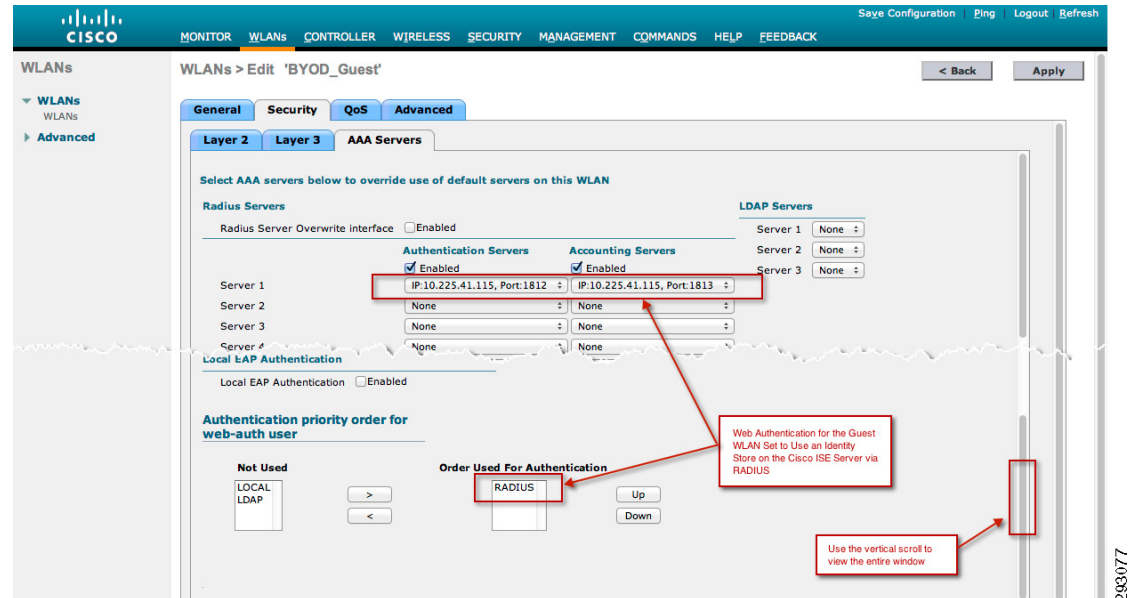 Save Configuration | Ping | Logout | Refresh
CISCO
MONITOR WLANs CONTROLLER WIRELESS SECURITY MANAGEMENT COMMANDS HELP FEEDBACK
WLANs
WLANs
WLANs
Advanced
WLANs > Edit 'BYOD_Guest'
< Back Apply
General Security QoS Advanced
Layer 2 Layer 3 AAA Servers
Select AAA servers below to override use of default servers on this WLAN
Radius Servers
Radius Server Overwrite interface Enabled
Authentication Servers Accounting Servers
Enabled Enabled
Server 1 IP:10.225.41.115, Port:1812 IP:10.225.41.115, Port:1813
Server 2 None None
Server 3 None None
Server 4 None None
LDAP Servers
Server 1 None
Server 2 None
Server 3 None
Local EAP Authentication
Local EAP Authentication Enabled
Authentication priority order for
web-auth user
Not Used
LOCAL
LDAP
>
<
Order Used For Authentication
RADIUS
Up
Down
Web Authentication for the Guest
WLAN Set to Use an Identity
Store on the Cisco ISE Server via
RADIUS
Use the vertical scroll to
view the entire window
293077